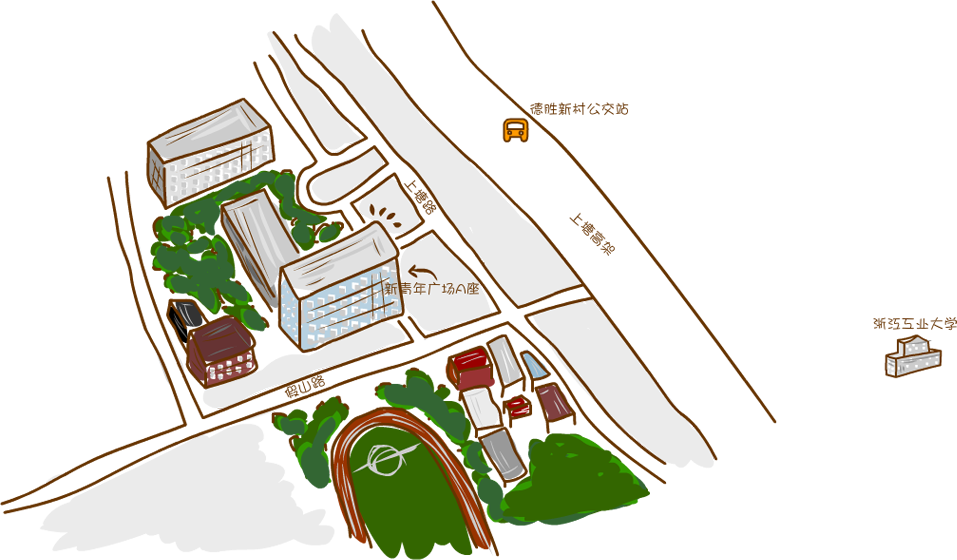 德胜新村公交站
上塘路
上塘高架
新青年广场A座
浙江工业大学
假山路